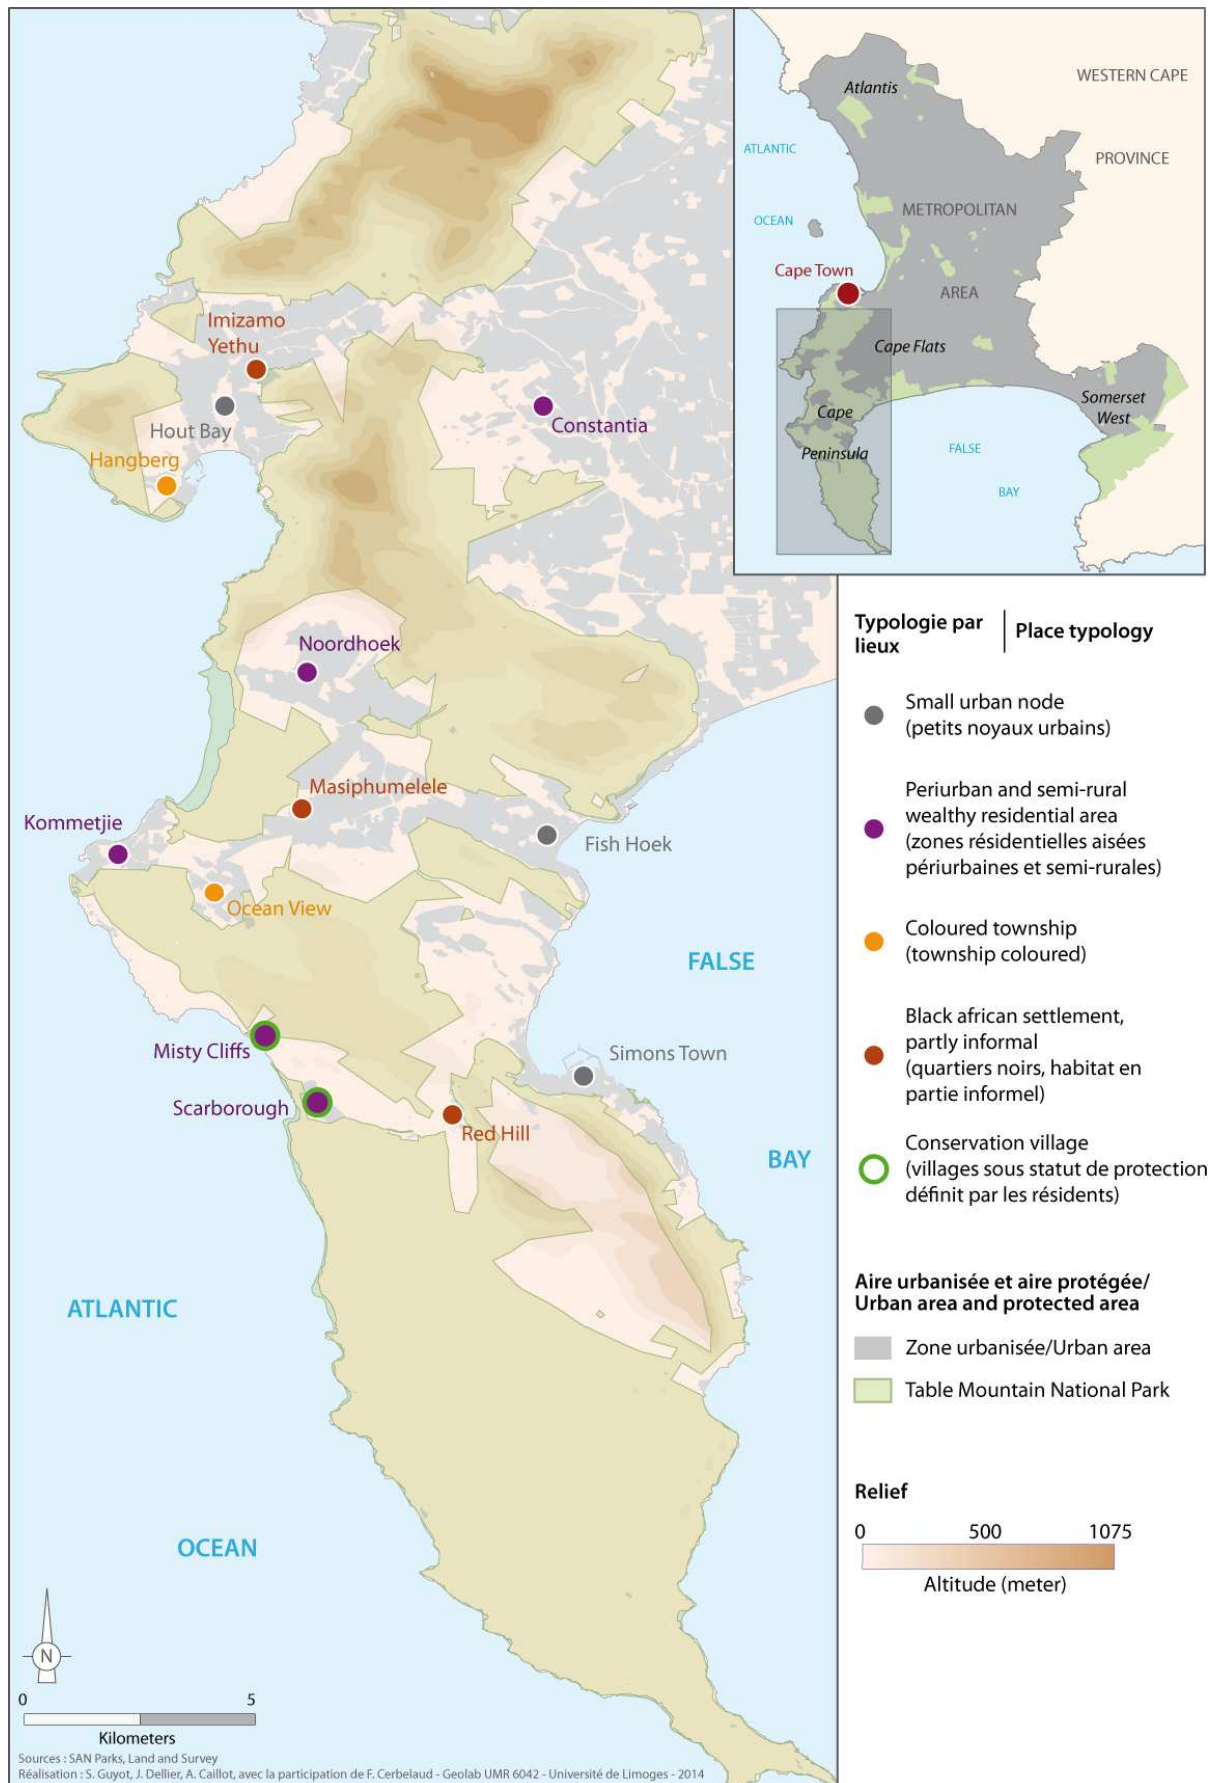 WESTERN CAPE
Atlantis
ATLANTIC
PROVINCE
METROPOLITAN
OCEAN
Cape Town
AREA
Cape Flats
Somerset
West
Cape
Peninsula
FALSE
BAY
Imizamo
Yethu
Hout Bay
Constantia
Hangberg
Noordhoek
Masiphumelele
Kommetjie
Fish Hoek
Ocean View
FALSE
Misty Cliffs
Simons Town
Scarborough
Red Hill
BAY
ATLANTIC
OCEAN
N
0 5
Kilometers
Sources : SAN Parks, Land and Survey
Réalisation : S. Guyot, J. Dellier, A. Caillot, avec la participation de F. Cerbelaud - Geolab UMR 6042 - Université de Limoges - 2014
Typologie par
lieux
Place typology
Small urban node
(petits noyaux urbains)
Periurban and semi-rural
wealthy residential area
(zones résidentielles aisées
périurbaines et semi-rurales)
Coloured township
(township coloured)
Black african settlement,
partly informal
(quartiers noirs, habitat en
partie informel)
Conservation village
(villages sous statut de protection
définit par les résidents)
Aire urbanisée et aire protégée/
Urban area and protected area
Zone urbanisée/Urban area
Table Mountain National Park
Relief
0 500 1075
Altitude (meter)